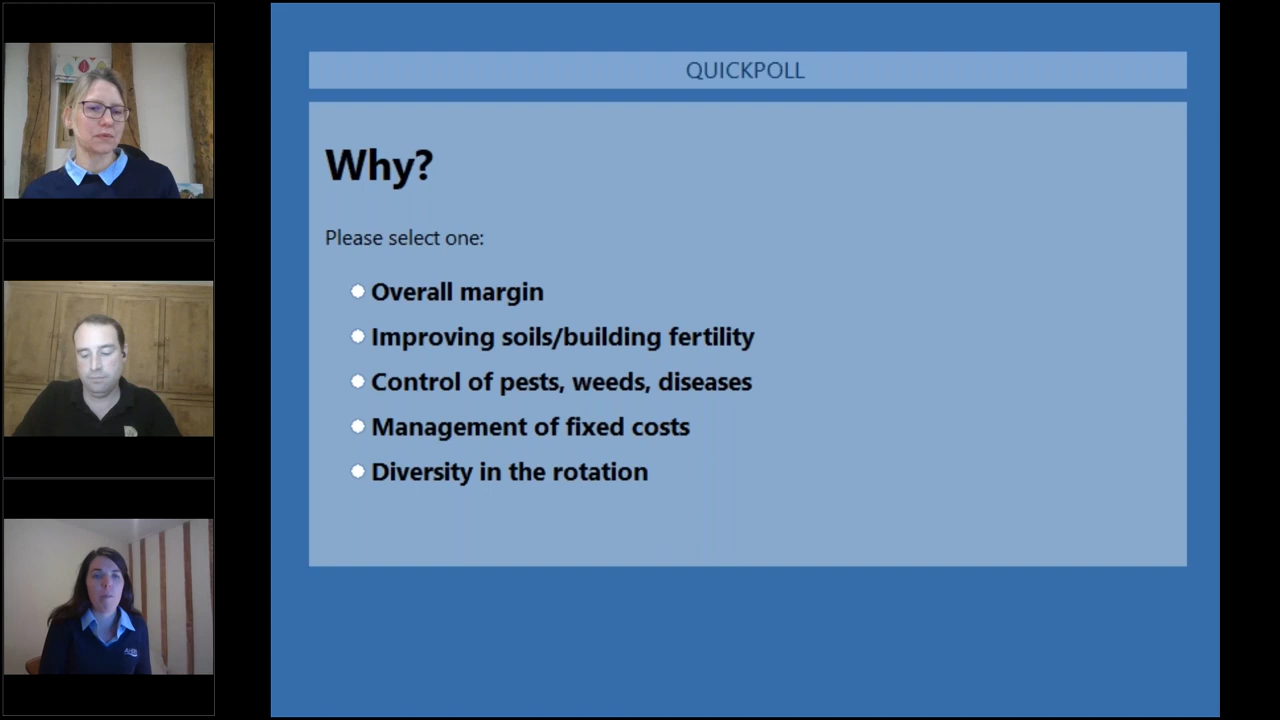 QUICKPOLL
Why?
Please select one:
Overall margin
Improving soils/building fertility
Control of pests, weeds, diseases
Management of fixed costs
Diversity in the rotation